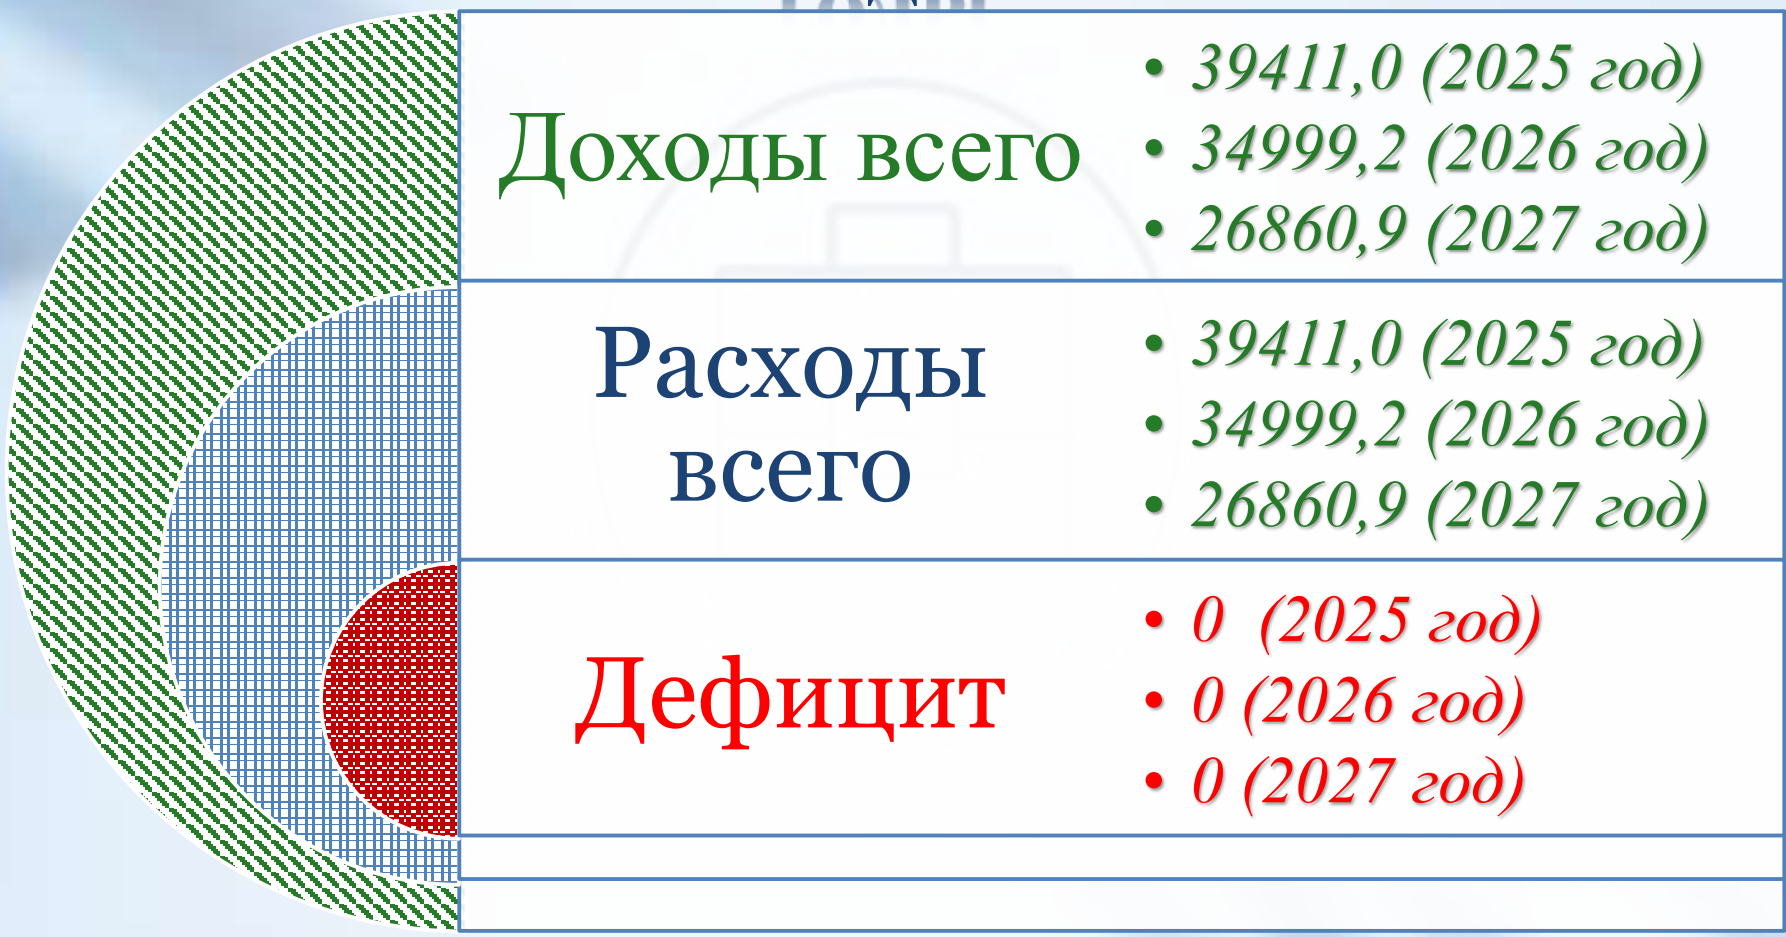 Доходы всего
• 39411,0 (2025 год)
• 34999,2 (2026 год)
• 26860,9 (2027 год)
Расходы
всего
• 39411,0 (2025 год)
• 34999,2 (2026 год)
• 26860,9 (2027 год)
Дефицит
• 0 (2025 год)
• 0 (2026 год)
• 0 (2027 год)